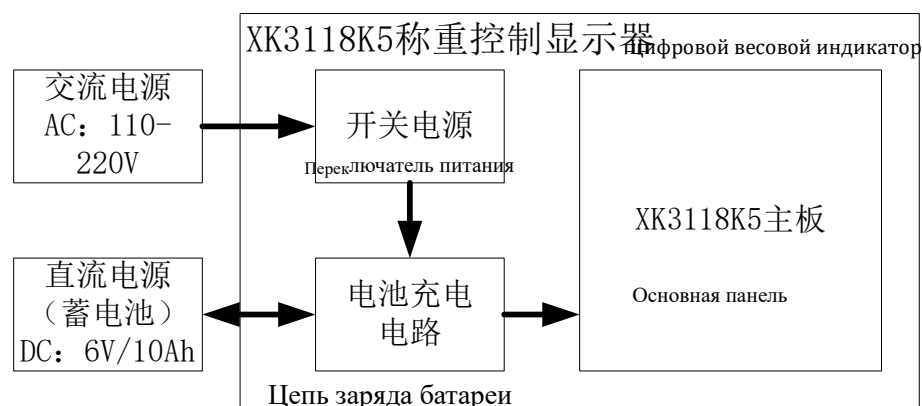 XK3118K5称重控制显示器
Цифровой весовой индикатор
交流电源
AC：110-
220V
开关电源
Переключатель питания
XK3118K5主板
Основная панель
直流电源
（蓄电池）
DC：6V/10Ah
电池充电
电路
Цепь заряда батареи